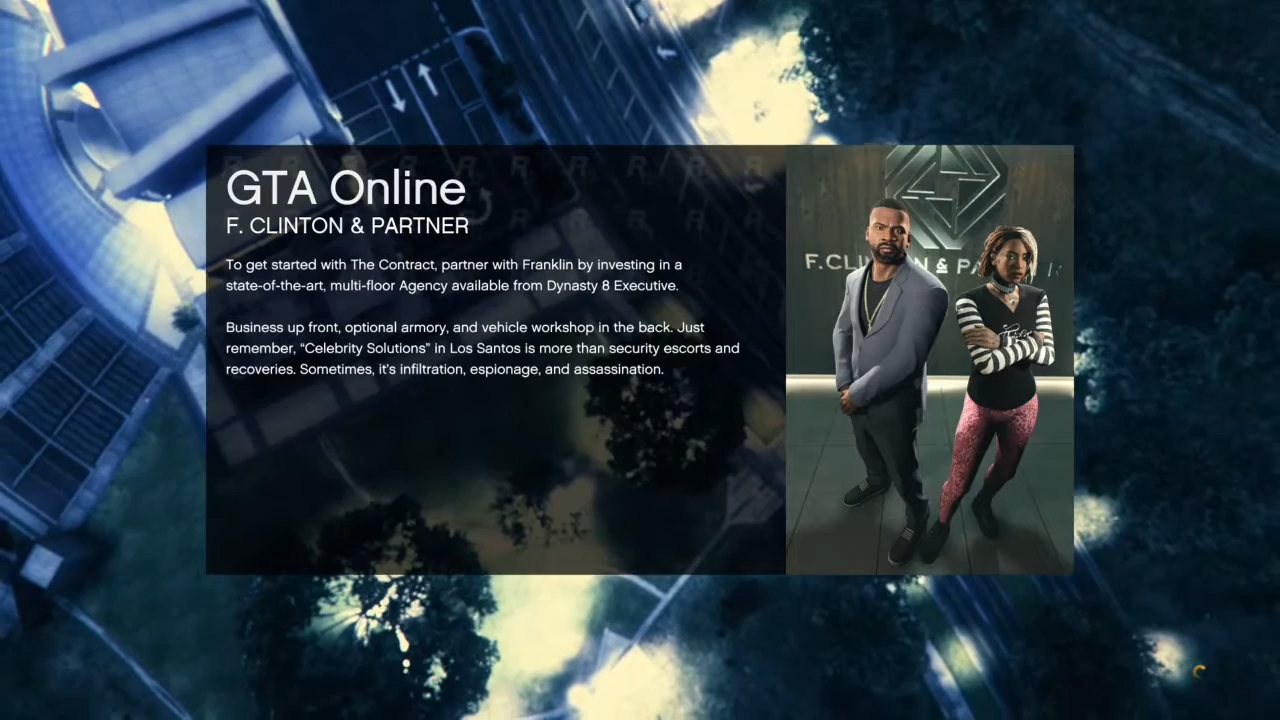 GTA Online
F. CLINTON & PARTNER
To get started with The Contract, partner with Franklin by investing in a
state-of-the-art, multi-floor Agency available from Dynasty 8 Executive.
Business up front, optional armory, and vehicle workshop in the back. Just
remember, “Celebrity Solutions” in Los Santos is more than security escorts and
recoveries. Sometimes, it's infiltration, espionage, and assassination.